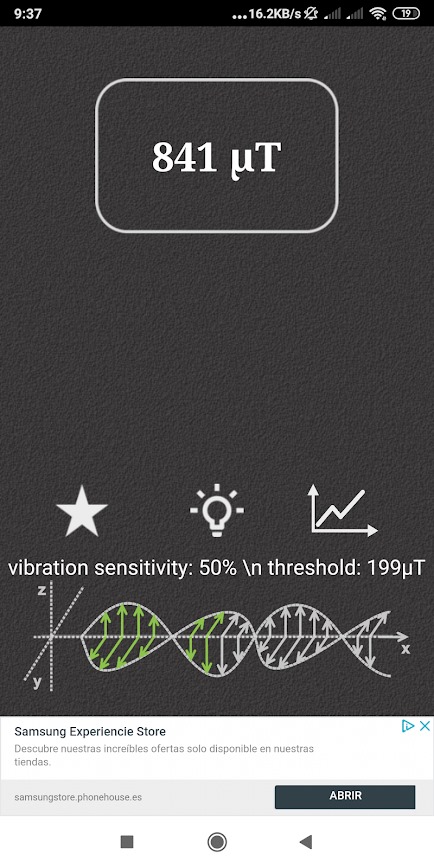 9:37
...16.2KB/s
19
841 µT
vibration sensitivity: 50% \n threshold: 199µT
z
x
y
Samsung Experiencie Store
Descubre nuestras increíbles ofertas solo disponible en nuestras
tiendas.
samsungstore.phonehouse.es
ABRIR